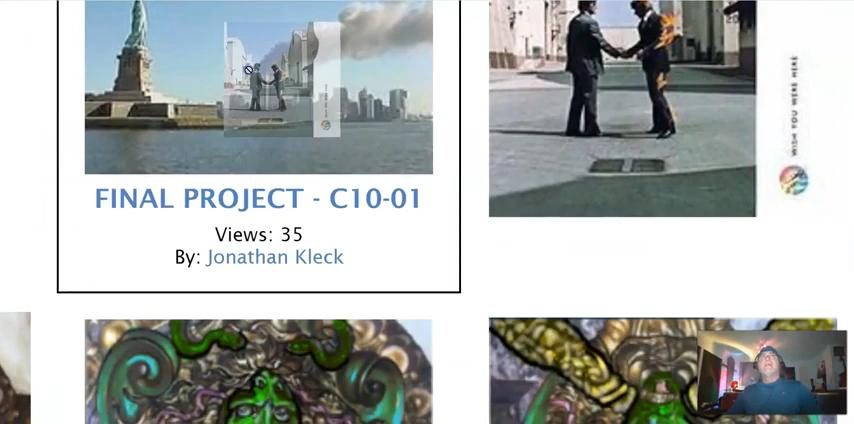 FINAL PROJECT - C10-01
Views: 35
By: Jonathan Kleck
WISH YOU WERE HERE